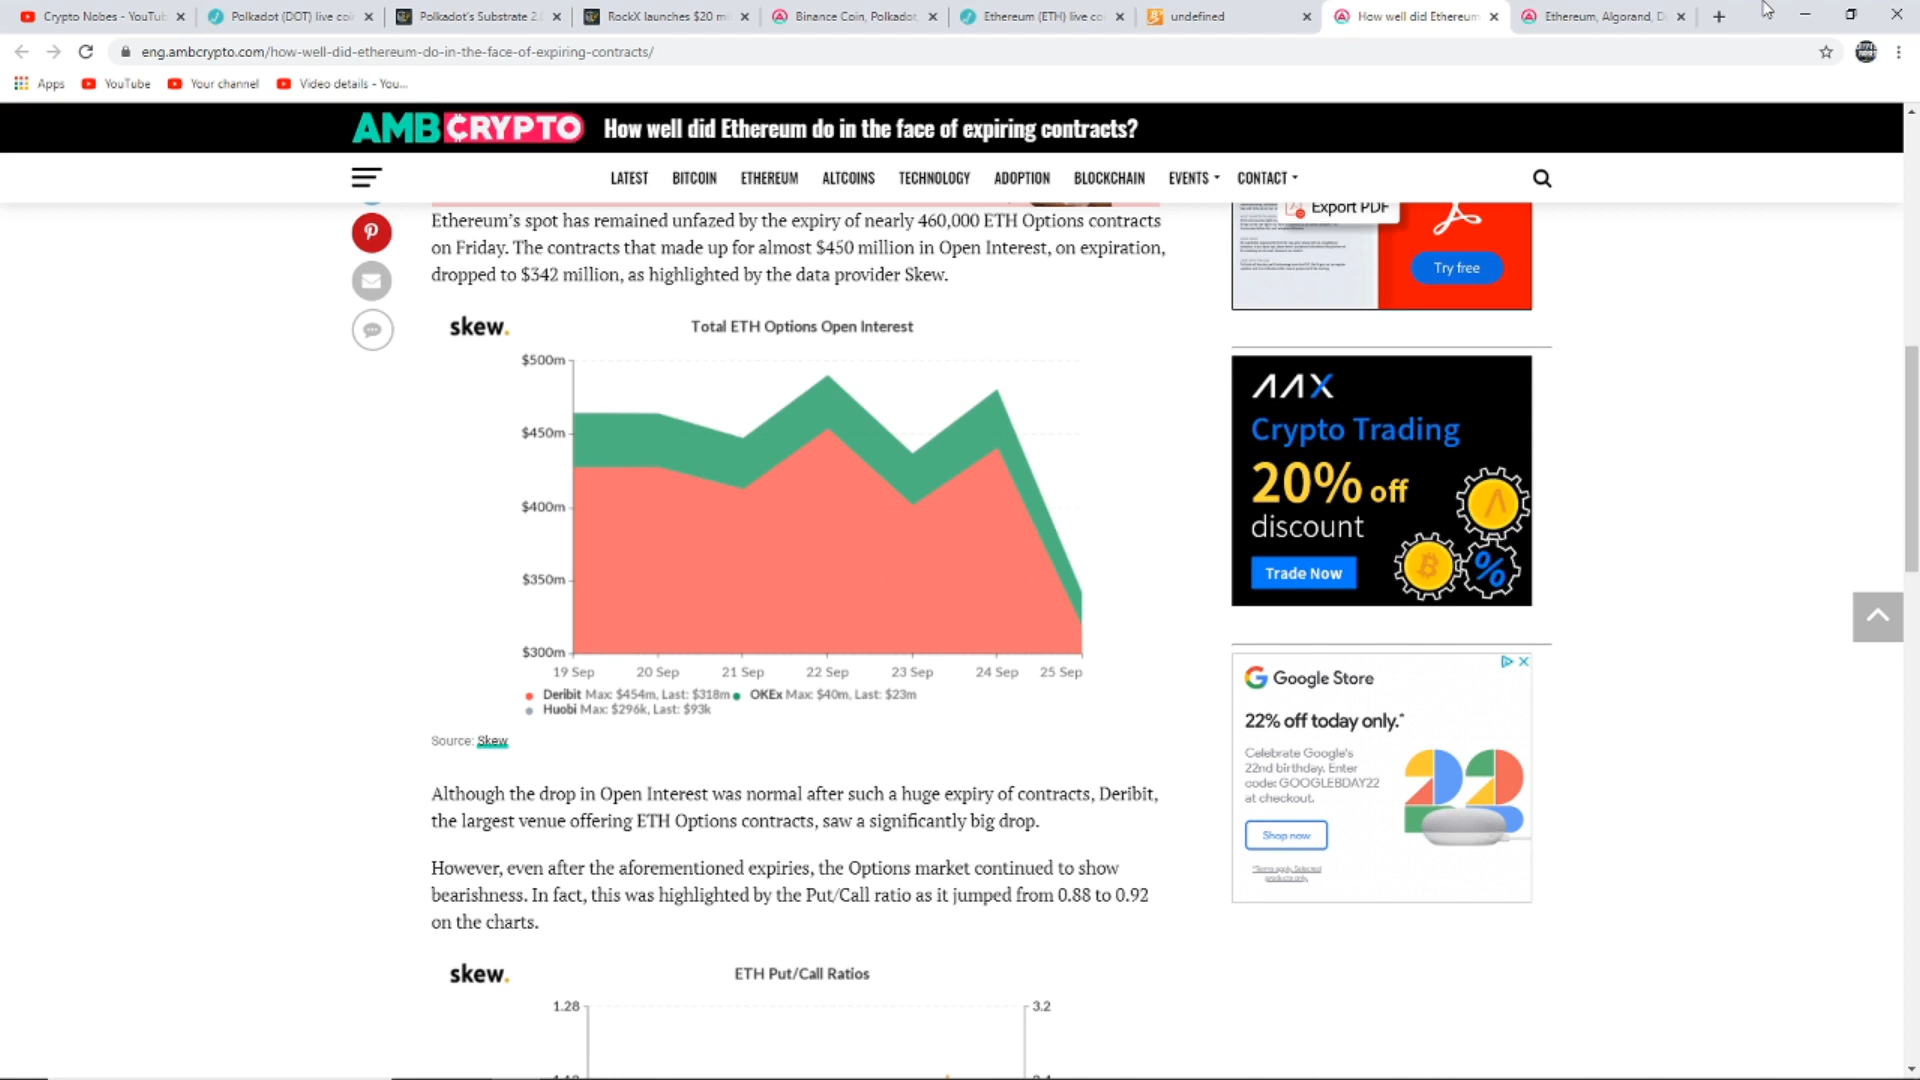 Crypto Nobes - YouTub
Polkadot (DOT) live coi
Polkadot's Substrate 2.
RockX launches $20 m
Binance Coin, Polkadot,
Ethereum (ETH) live co
undefined
How well did Ethereum
Ethereum, Algorand, D
eng.ambcrypto.com/how-well-did-ethereum-do-in-the-face-of-expiring-contracts/
Apps
YouTube
Your channel
Video details - You...
AMBCRYPTO
How well did Ethereum do in the face of expiring contracts?
LATEST
BITCOIN
ETHEREUM
ALTCOINS
TECHNOLOGY
ADOPTION
BLOCKCHAIN
EVENTS
CONTACT
Ethereum's spot has remained unfazed by the expiry of nearly 460,000 ETH Options contracts
on Friday. The contracts that made up for almost $450 million in Open Interest, on expiration,
dropped to $342 million, as highlighted by the data provider Skew.
skew.
Total ETH Options Open Interest
$500m
$450m
$400m
$350m
$300m
19 Sep
20 Sep
21 Sep
22 Sep
23 Sep
24 Sep
25 Sep
Deribit Max: $454m, Last: $318m
OKEx Max: $40m, Last: $23m
Huobi Max: $296k, Last: $93k
Source: Skew
Although the drop in Open Interest was normal after such a huge expiry of contracts, Deribit,
the largest venue offering ETH Options contracts, saw a significantly big drop.
However, even after the aforementioned expiries, the Options market continued to show
bearishness. In fact, this was highlighted by the Put/Call ratio as it jumped from 0.88 to 0.92
on the charts.
skew.
ETH Put/Call Ratios
1.28
3.2
Export PDF
Try free
AAX
Crypto Trading
20% off
discount
Trade Now
Google Store
22% off today only.*
Celebrate Google's
22nd birthday. Enter
code: GOOGLEBDAY22
at checkout.
Shop now
*Terms apply. Selected
products only.